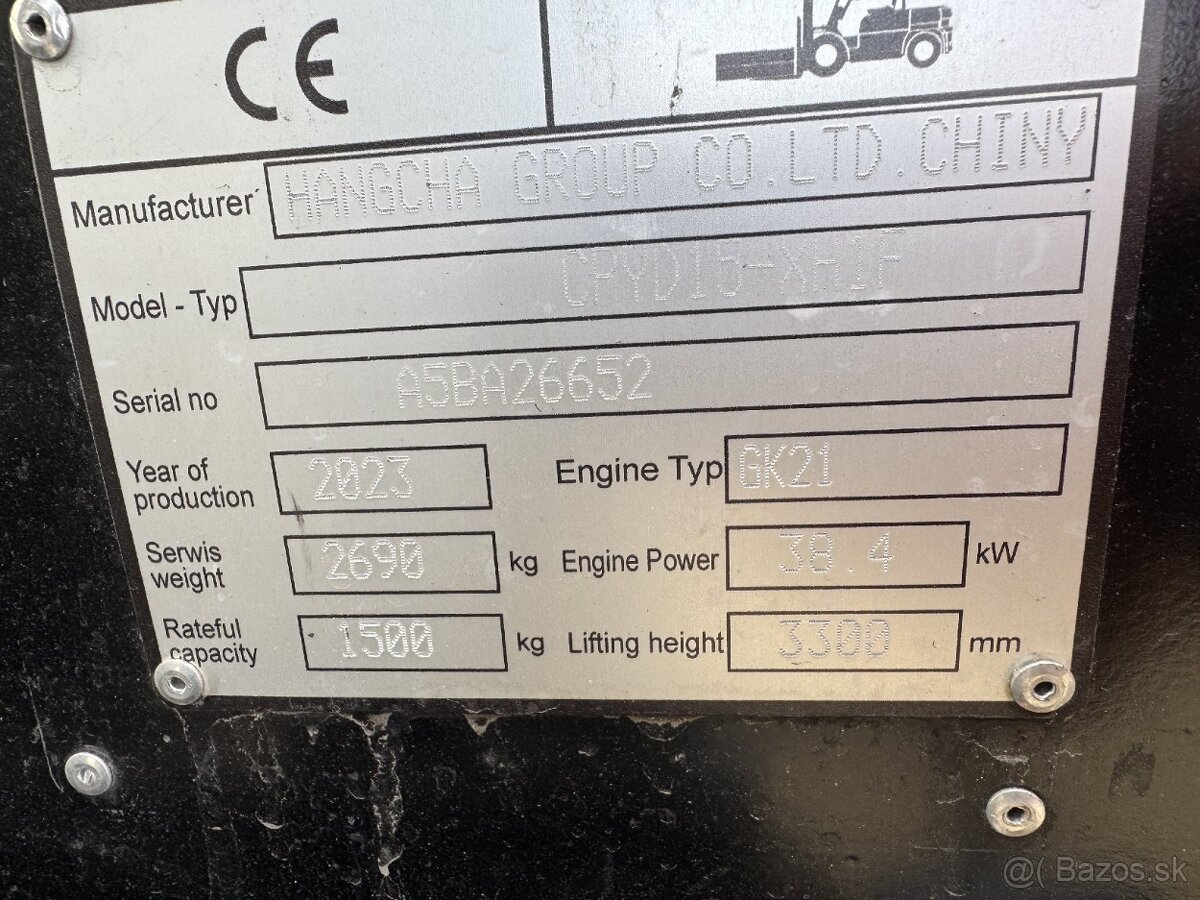 CE
Manufacturer HANGCHA GROUP CO.LTD.CHINY
Model - Typ CPYD15-XH1F
Serial no A5BA26652
Year of production 2023 Engine Typ GK21
Serwis weight 2690 kg Engine Power 38.4 kW
Rateful capacity 1500 kg Lifting height 3300 mm
@( Bazos.sk